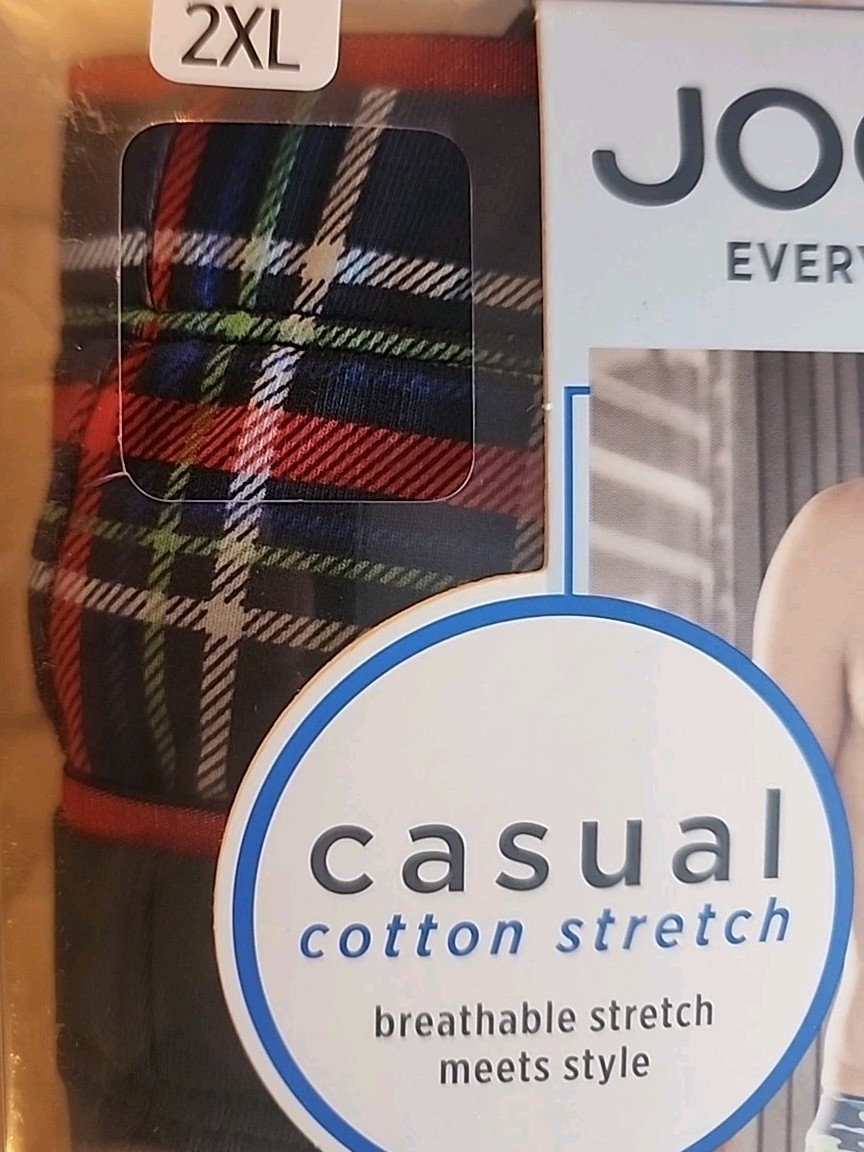 2XL
JO
EVERY
casual
cotton stretch
breathable stretch
meets style